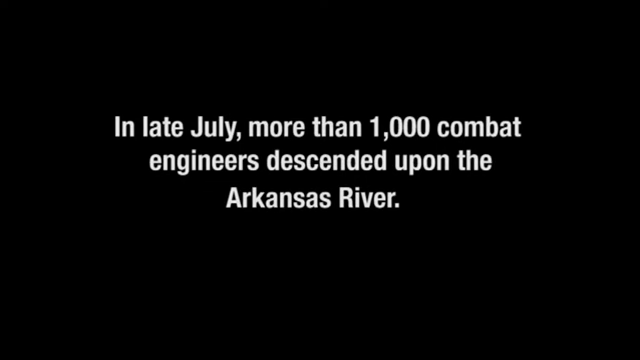 In late July, more than 1,000 combat
engineers descended upon the
Arkansas River.